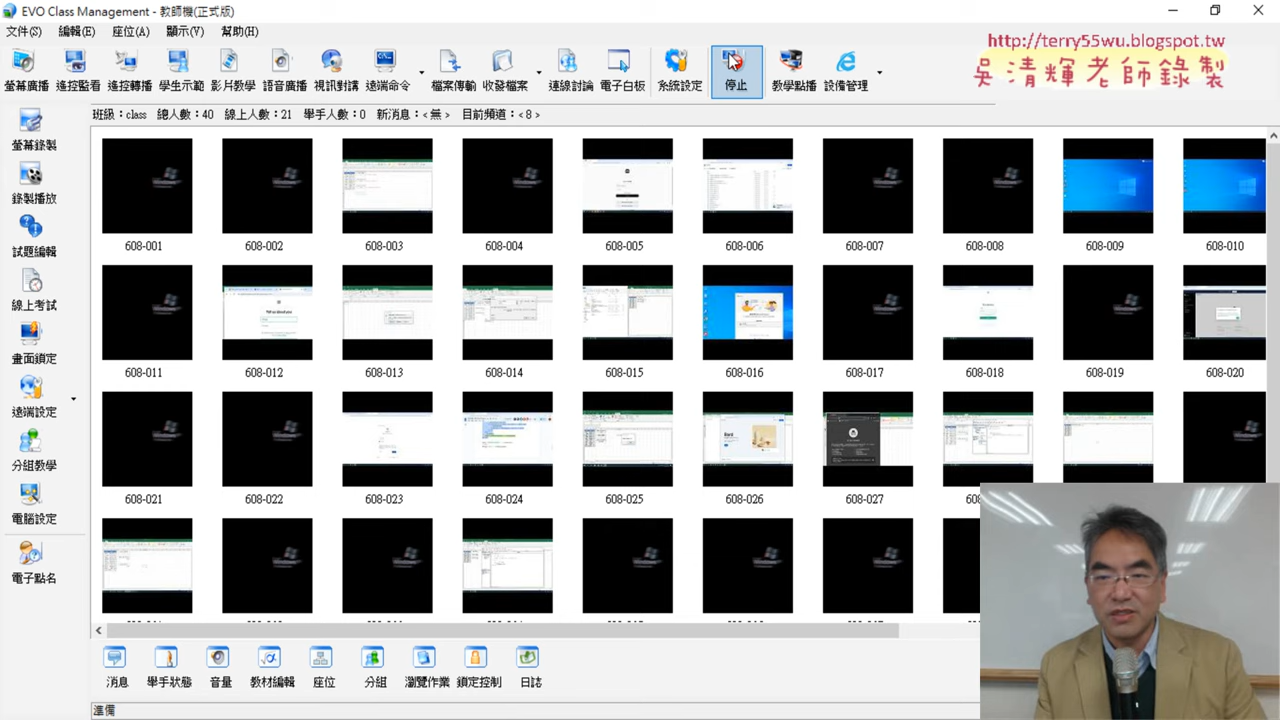 EVO Class Management - 教師機(正式版)
文件(S) 編輯(E) 座位(A) 顯示(V) 幫助(H)
http://terry55wu.blogspot.tw
吳清輝老師錄製
螢幕廣播 遠控監看 遠控轉播 學生示範 影片教學 語音廣播 視訊對講 遠端命令 檔案傳輸 收發檔案 連線討論 電子白板 系統設定 停止 教學點播 設備管理
班級：class 總人數：40 線上人數：21 舉手人數：0 新消息：< 無 > 目前頻道：< 8 >
螢幕錄製
錄製播放
試題編輯
線上考試
畫面鎖定
遠端設定
分組教學
電腦設定
電子點名
608-001 608-002 608-003 608-004 608-005 608-006 608-007 608-008 608-009 608-010
608-011 608-012 608-013 608-014 608-015 608-016 608-017 608-018 608-019 608-020
608-021 608-022 608-023 608-024 608-025 608-026 608-027
消息 舉手狀態 音量 教材編輯 座位 分組 瀏覽作業 鎖定控制 日誌
準備